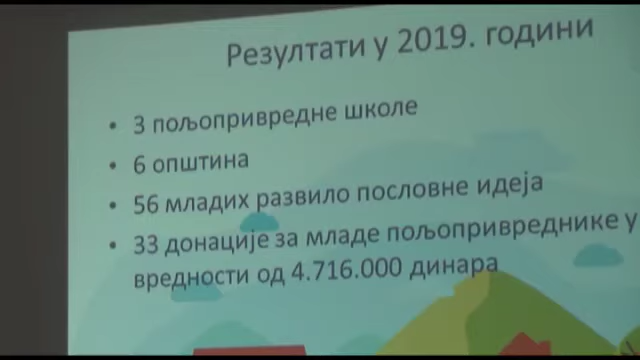 Резултати у 2019. години
• 3 пољопривредне школе
• 6 општина
• 56 младих развило пословне идеја
• 33 донације за младе пољопривреднике у
вредности од 4.716.000 динара